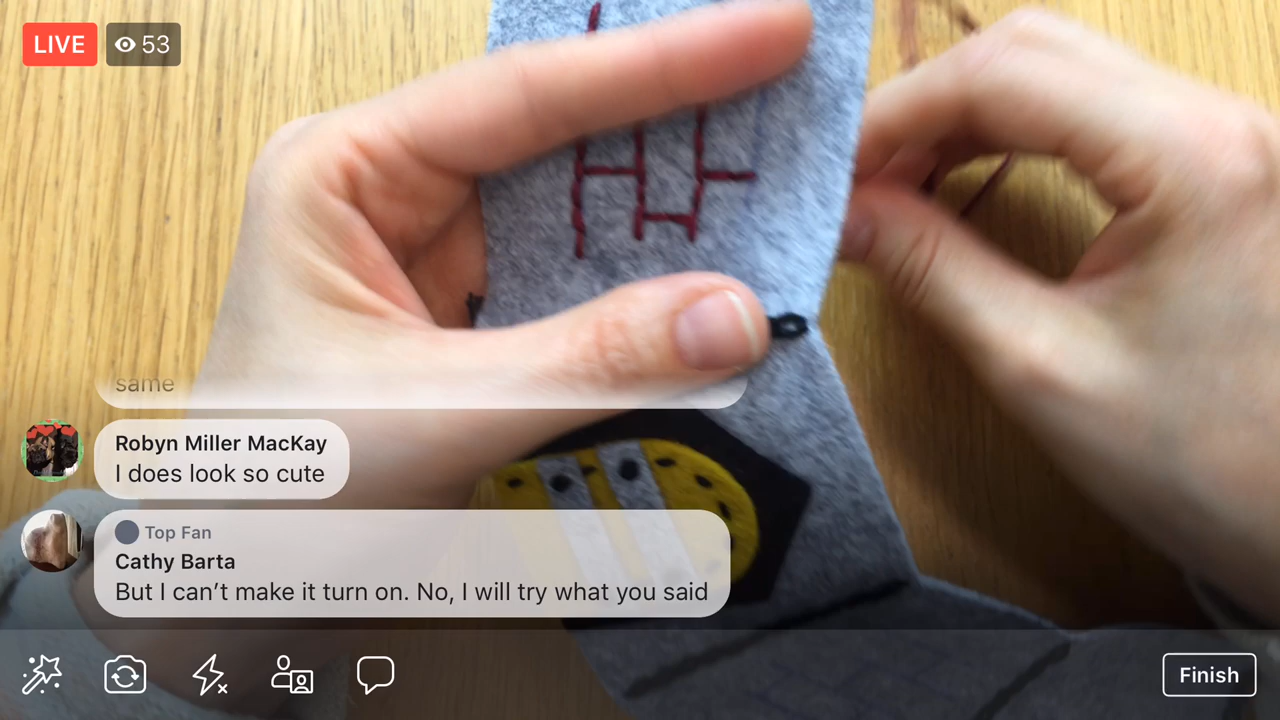 LIVE 53
same
Robyn Miller MacKay
I does look so cute
Top Fan
Cathy Barta
But I can’t make it turn on. No, I will try what you said
Finish